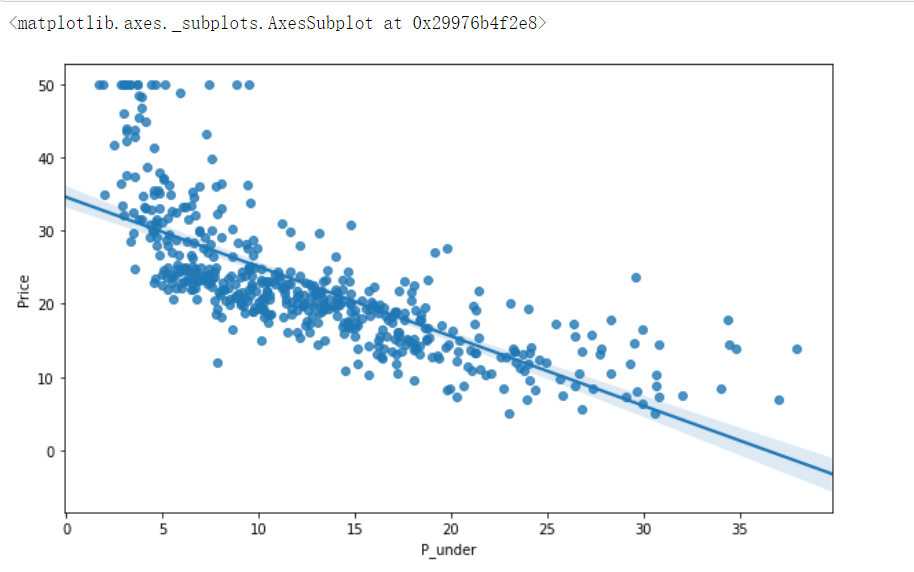 <matplotlib.axes._subplots.AxesSubplot at 0x29976b4f2e8>
50
40
30
20
10
0
Price
0 5 10 15 20 25 30 35
P_under